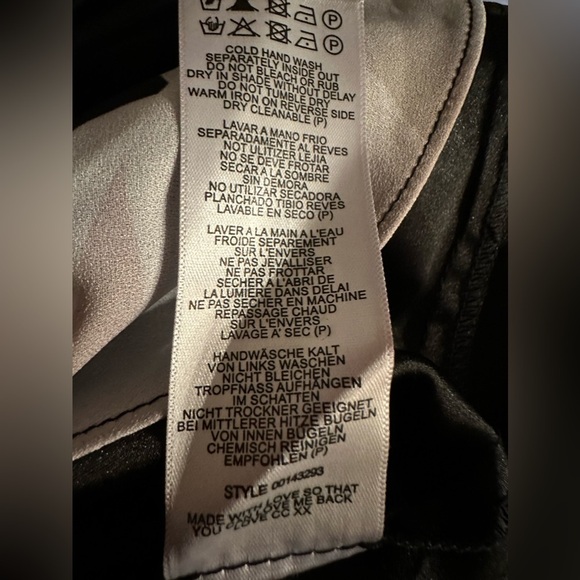 COLD HAND WASH
SEPARATELY INSIDE OUT
DO NOT BLEACH OR RUB
DRY IN SHADE WITHOUT DELAY
DO NOT TUMBLE DRY
WARM IRON ON REVERSE SIDE
DRY CLEANABLE (P)
LAVAR A MANO FRIO
SEPARADAMENTE AL REVES
NOT ULITIZER LEJIA
NO SE DEVE FROTAR
SECAR A LA SOMBRE
SIN DEMORA
NO UTILIZAR SECADORA
PLANCHADO TIBIO REVES
LAVABLE EN SECO (P)
LAVER A LA MAIN A L'EAU
FROIDE SEPAREMENT
SUR L'ENVERS
NE PAS JEVALLISER
NE PAS FROTTAR
SÉCHER A L'ABRI DE
LA LUMIÈRE DANS DELAI
NE PAS SÉCHER EN MACHINE
REPASSAGE CHAUD
SUR L'ENVERS
LAVAGE A' SEC (P)
HANDWÄSCHE KALT
VON LINKS WASCHEN
NICHT BLEICHEN
TROPFNASS AUFHÄNGEN
IM SCHATTEN
NICHT TROCKNER GEEIGNET
BEI MITTLERER HITZE BÜGELN
VON INNEN BÜGELN
CHEMISCH REINIGEN
EMPFOHLEN (P)
STYLE 00143293
MADE WITH LOVE SO THAT
YOU LOVE ME BACK
CC XX